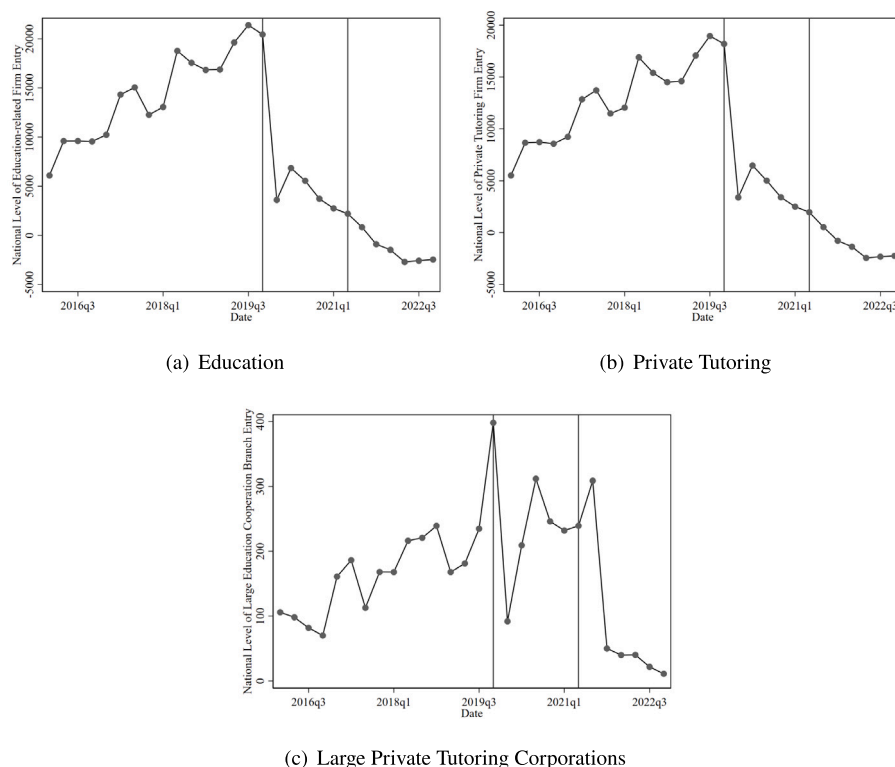 National Level of Education-related Firm Entry
20000
15000
10000
5000
0
-5000
2016q3 2018q1 2019q3 2021q1 2022q3
Date
(a) Education
National Level of Private Tutoring Firm Entry
20000
15000
10000
5000
0
-5000
2016q3 2018q1 2019q3 2021q1 2022q3
Date
(b) Private Tutoring
National Level of Large Education Cooperation Branch Entry
400
300
200
100
0
2016q3 2018q1 2019q3 2021q1 2022q3
Date
(c) Large Private Tutoring Corporations